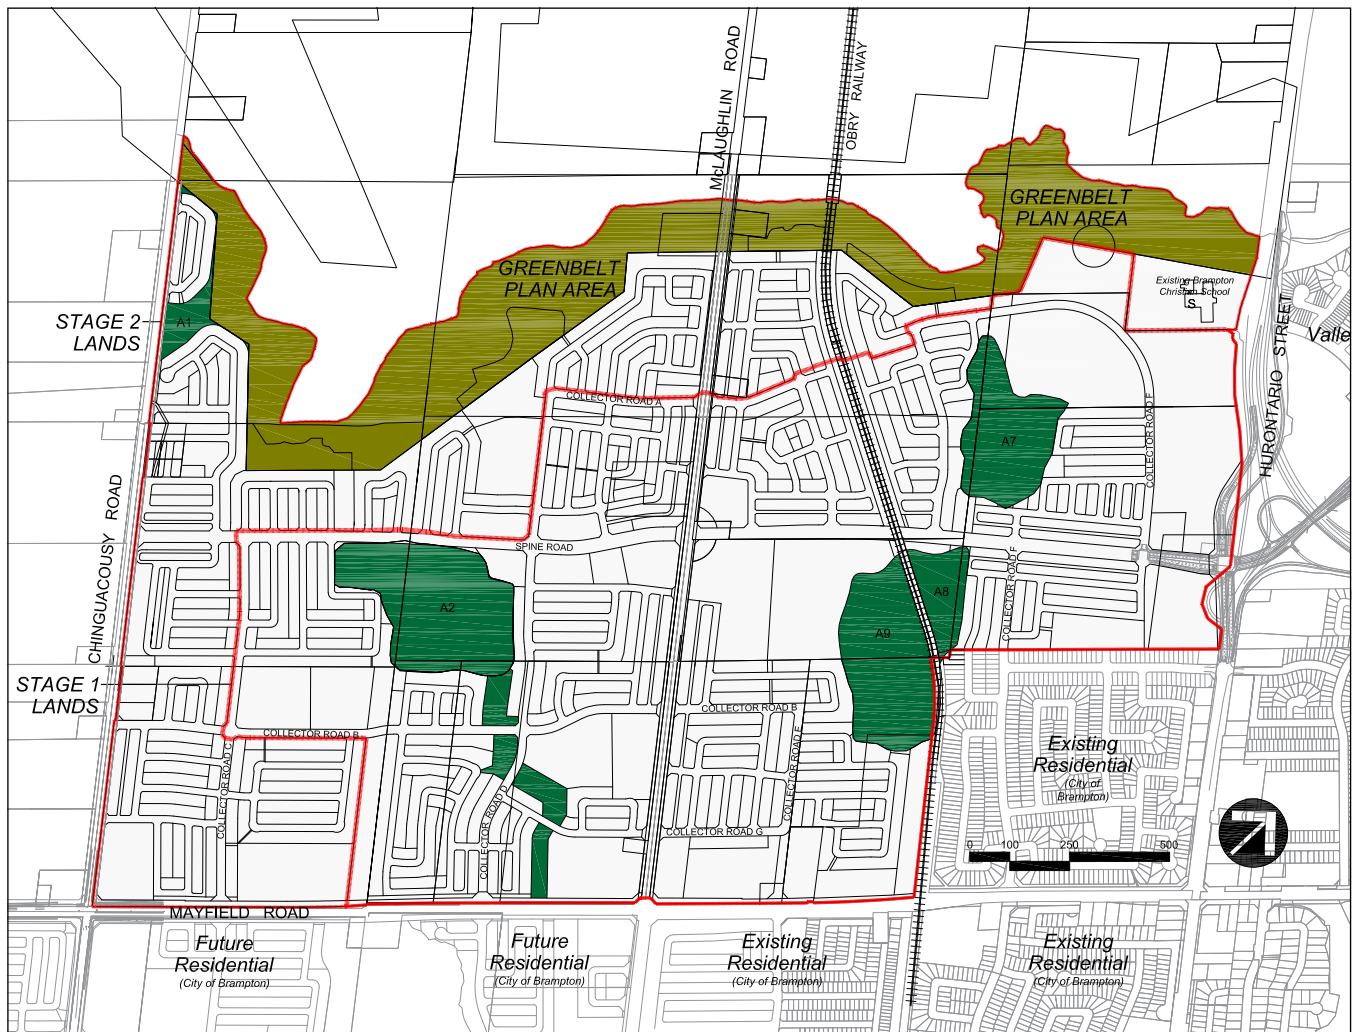 McLAUGHLIN ROAD
OBRY RAILWAY
GREENBELT
PLAN AREA
GREENBELT
PLAN AREA
Existing Brampton
Christian School
S
STAGE 2
LANDS
A1
HURONTARIO STREET
Valle
COLLECTOR ROAD A
COLLECTOR ROAD F
A7
CHINGUACOUSY ROAD
SPINE ROAD
A2
A8
A9
COLLECTOR ROAD F
STAGE 1
LANDS
COLLECTOR ROAD B
COLLECTOR ROAD B
COLLECTOR ROAD C
COLLECTOR ROAD D
COLLECTOR ROAD E
COLLECTOR ROAD G
Existing
Residential
(City of
Brampton)
0 100 250 500
MAYFIELD ROAD
Future
Residential
(City of Brampton)
Future
Residential
(City of Brampton)
Existing
Residential
(City of Brampton)
Existing
Residential
(City of Brampton)